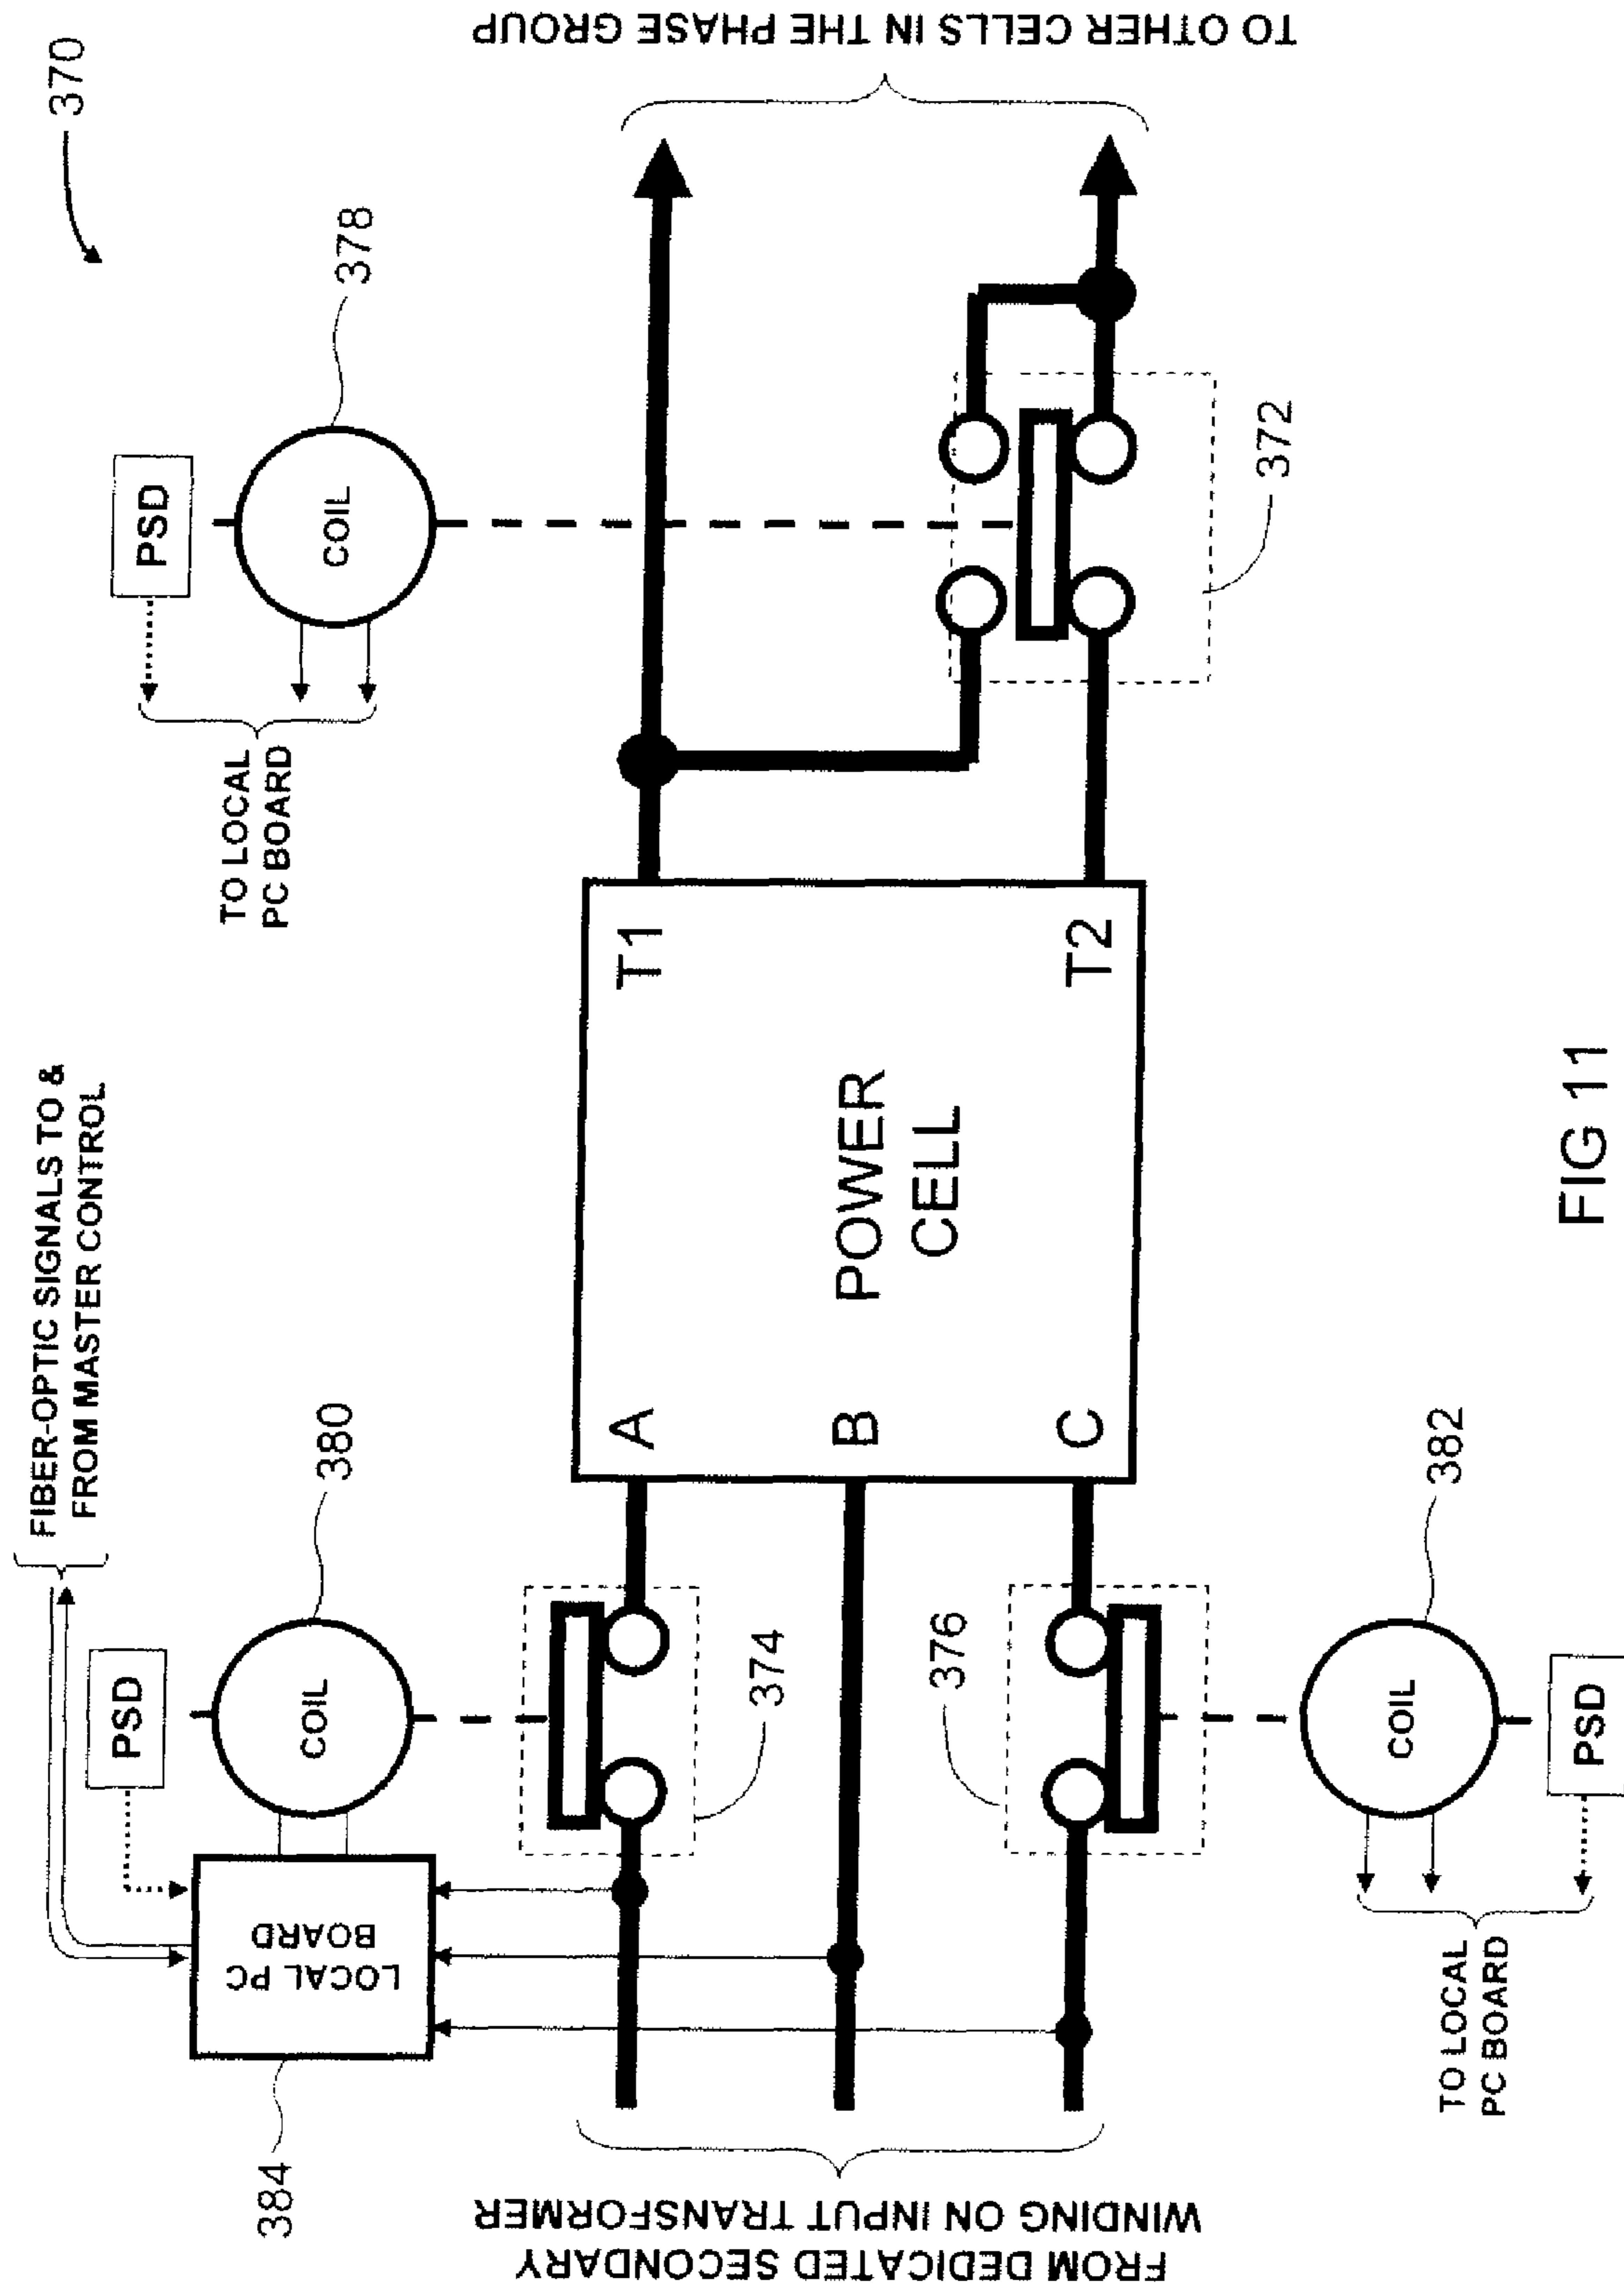 370
FIBER-OPTIC SIGNALS TO &
FROM MASTER CONTROL
PSD
COIL
380
LOCAL PC
BOARD
384
PSD
COIL
378
TO LOCAL
PC BOARD
FROM DEDICATED SECONDARY
WINDING ON INPUT TRANSFORMER
374
376
A
B
C
POWER
CELL
T1
T2
372
TO OTHER CELLS IN THE PHASE GROUP
COIL
PSD
382
TO LOCAL
PC BOARD
FIG 11